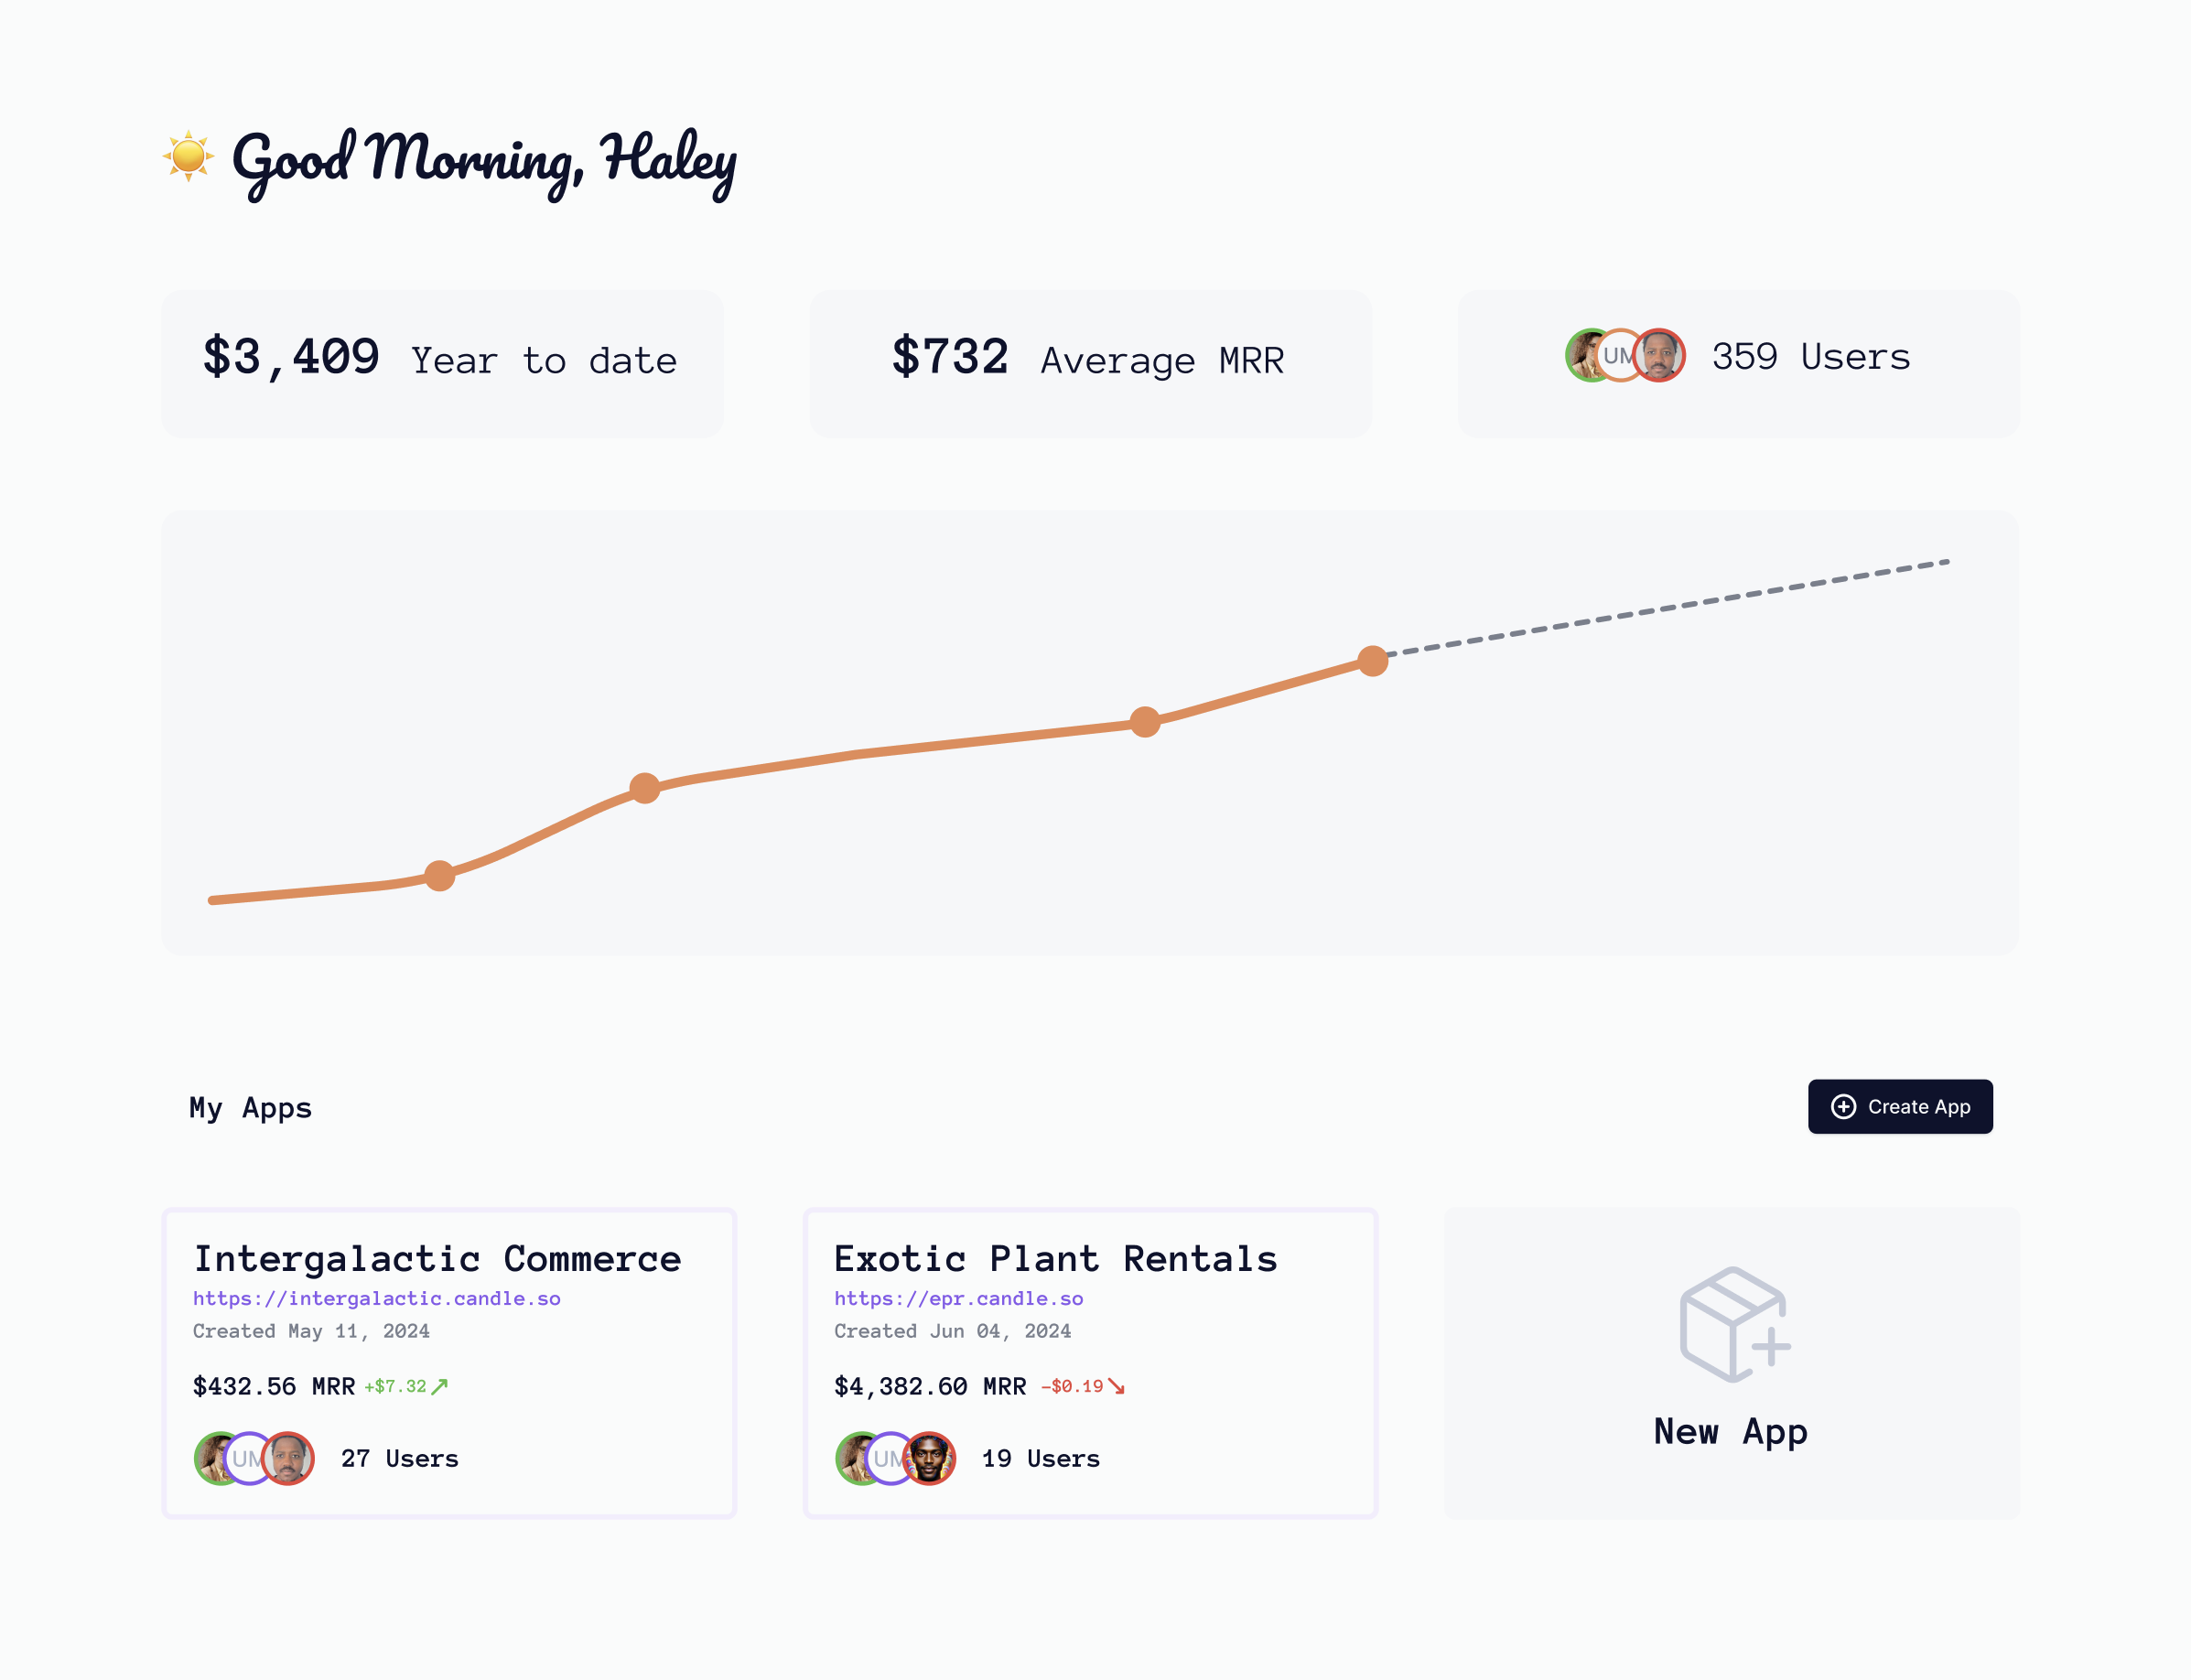 ☀️ Good Morning, Haley
$3,409 Year to date
$732 Average MRR
UM 359 Users
My Apps
Create App
Intergalactic Commerce
https://intergalactic.candle.so
Created May 11, 2024
$432.56 MRR +$7.32
UM 27 Users
Exotic Plant Rentals
https://epr.candle.so
Created Jun 04, 2024
$4,382.60 MRR -$0.19
UM 19 Users
New App